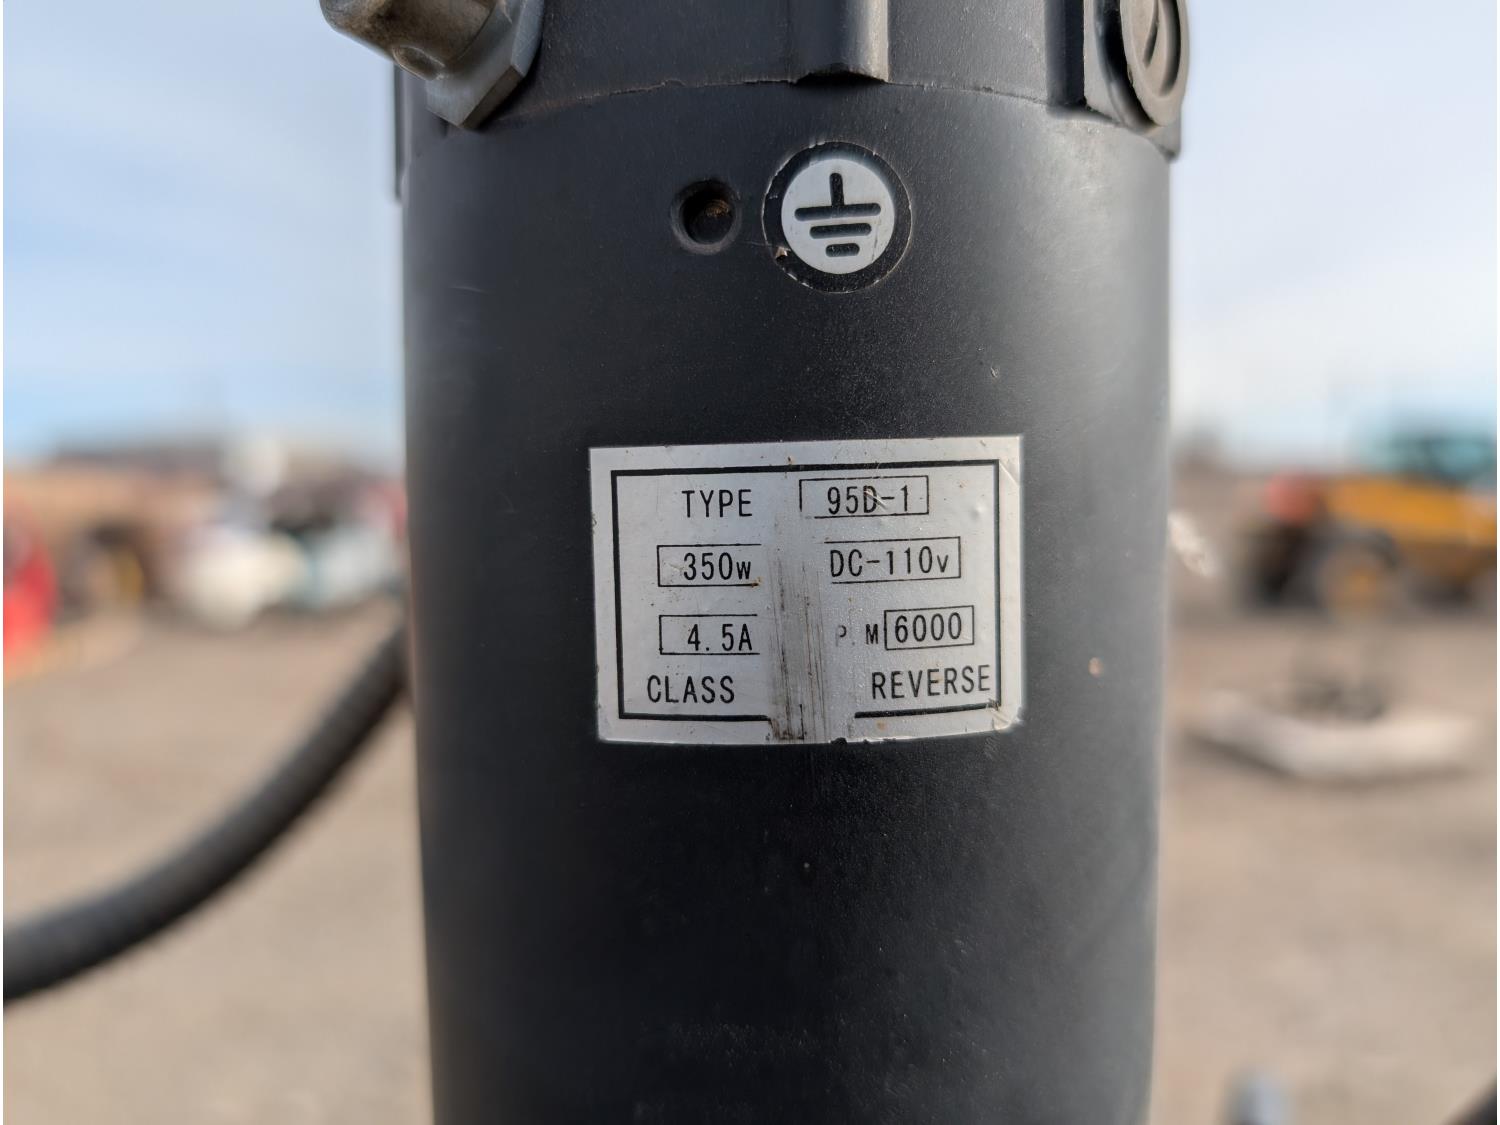 TYPE 95D-1
350w DC-110v
4.5A P.M 6000
CLASS REVERSE